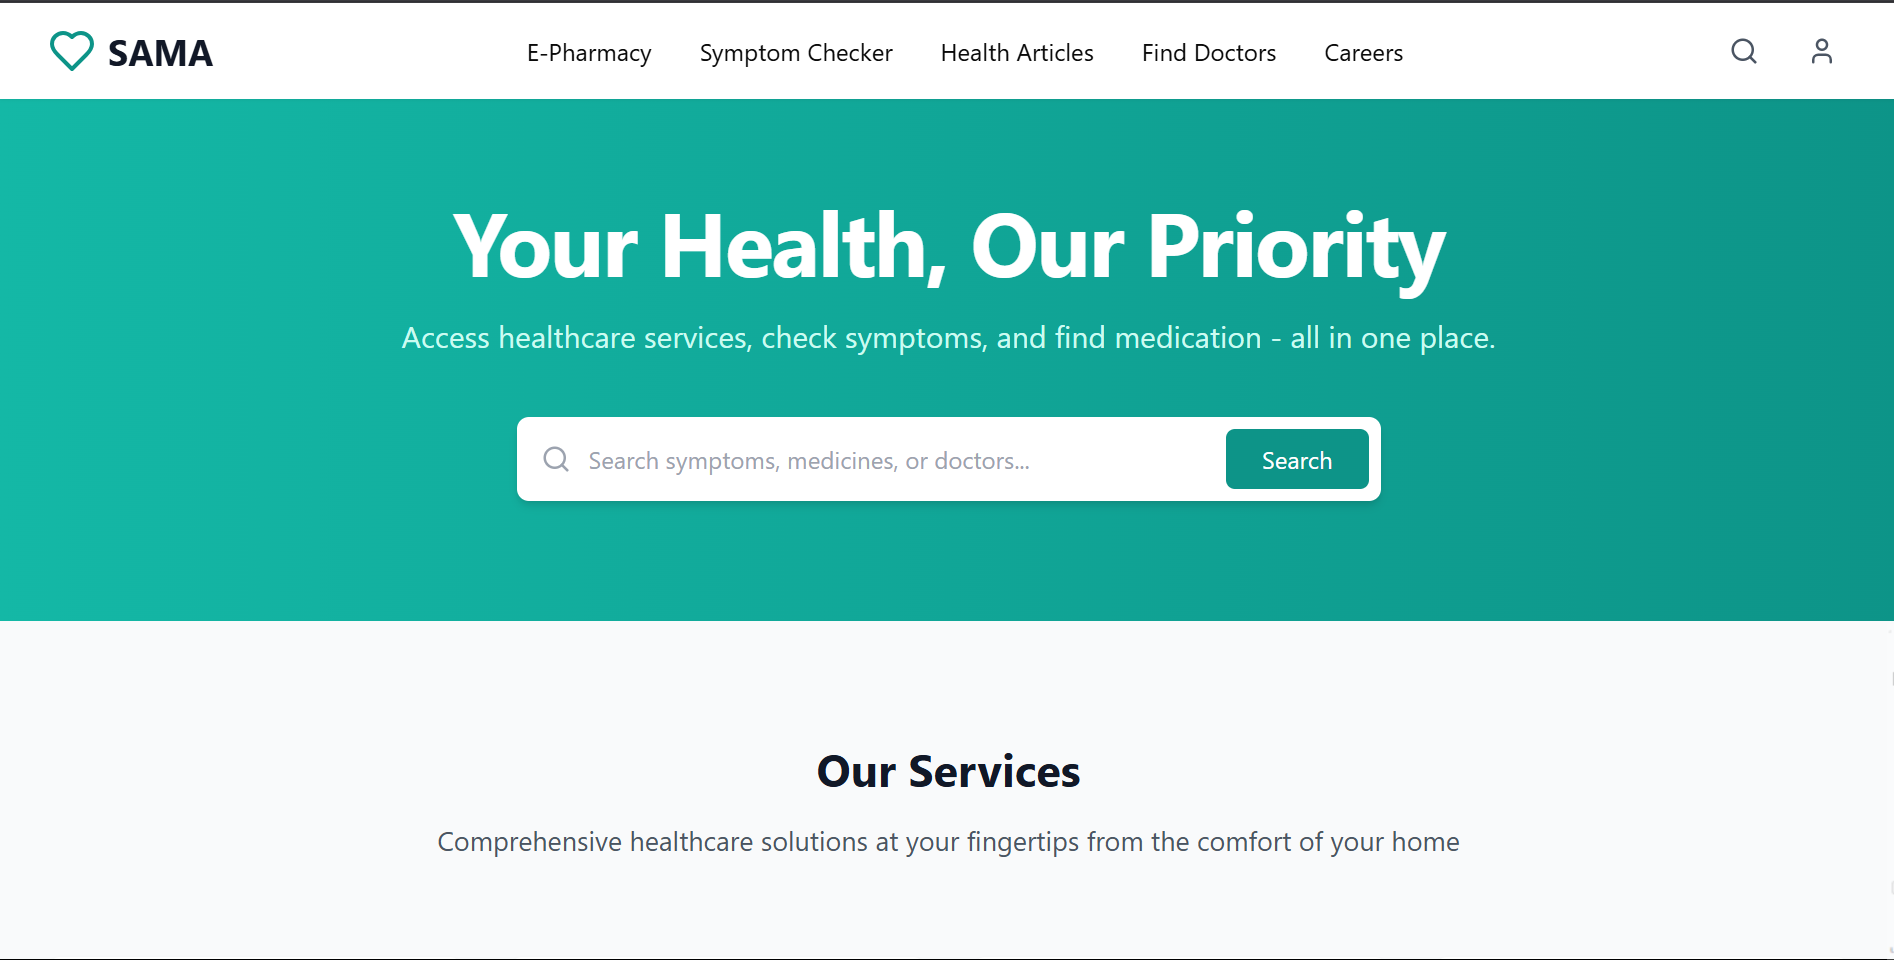 SAMA
E-Pharmacy
Symptom Checker
Health Articles
Find Doctors
Careers
Your Health, Our Priority
Access healthcare services, check symptoms, and find medication - all in one place.
Search symptoms, medicines, or doctors...
Search
Our Services
Comprehensive healthcare solutions at your fingertips from the comfort of your home